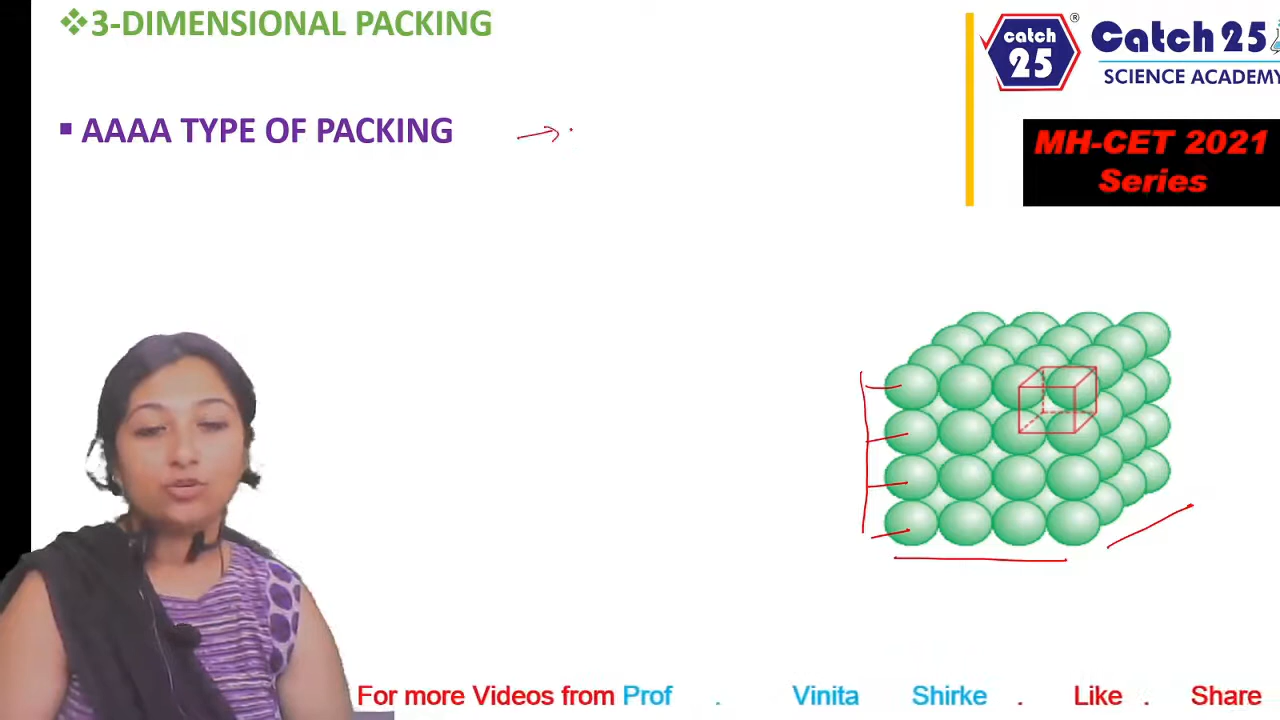 ❖3-DIMENSIONAL PACKING
▪ AAAA TYPE OF PACKING
catch
25
®
Catch 25
SCIENCE ACADEMY
MH-CET 2021
Series
For more Videos from Prof . Vinita Shirke . Like . Share